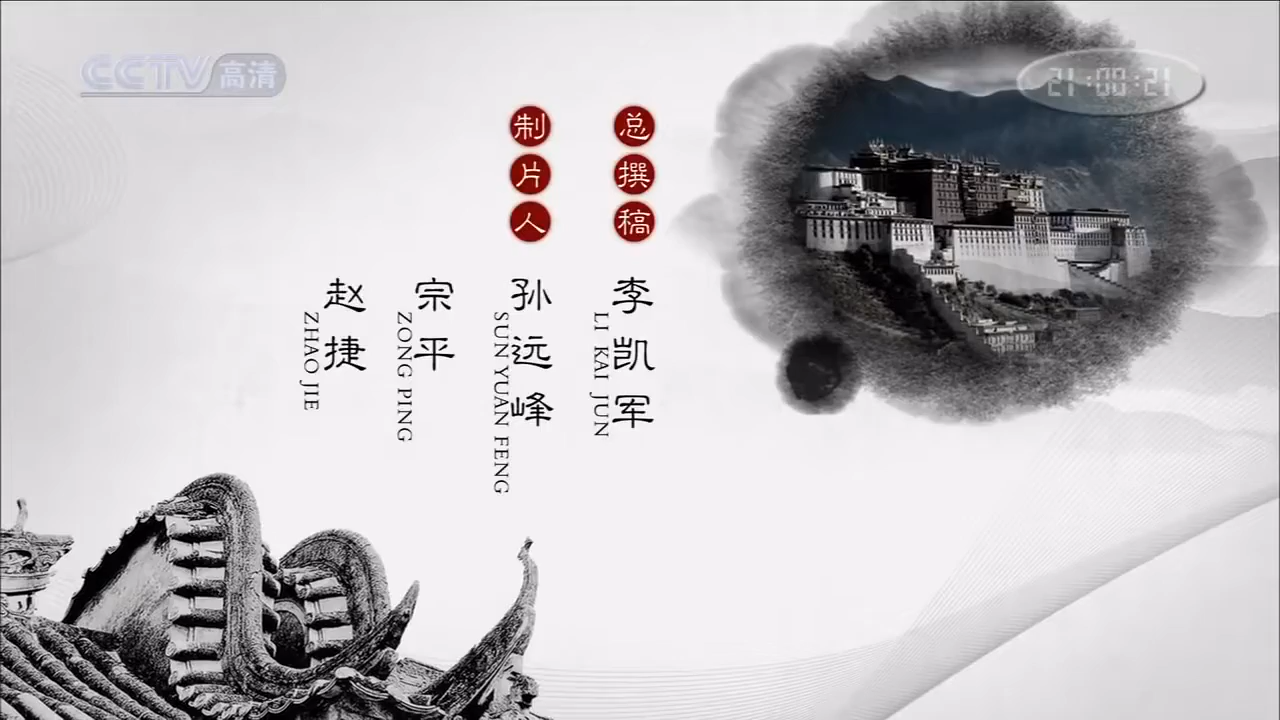 CCTV高清
21:00:21
总撰稿
李凯军
LI KAI JUN
制片人
孙远峰
SUN YUAN FENG
宗平
ZONG PING
赵捷
ZHAO JIE